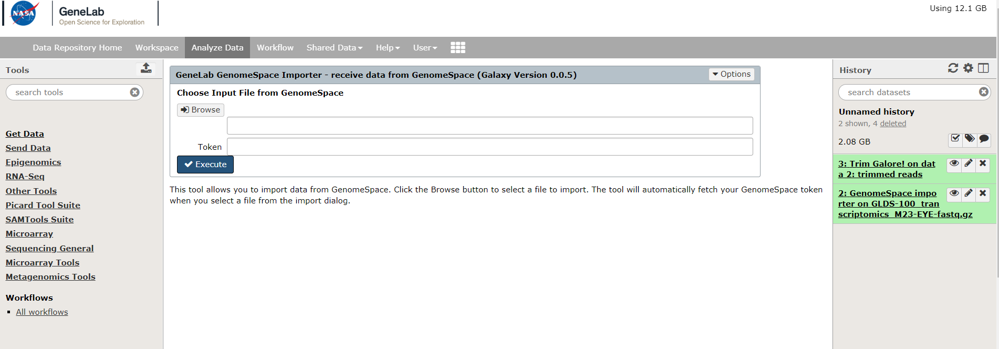 NASA
GeneLab
Open Science for Exploration
Using 12.1 GB
Data Repository Home
Workspace
Analyze Data
Workflow
Shared Data
Help
User
Tools
search tools
Get Data
Send Data
Epigenomics
RNA-Seq
Other Tools
Picard Tool Suite
SAMTools Suite
Microarray
Sequencing General
Microarray Tools
Metagenomics Tools
Workflows
All workflows
GeneLab GenomeSpace Importer - receive data from GenomeSpace (Galaxy Version 0.0.5)
Options
Choose Input File from GenomeSpace
Browse
Token
Execute
This tool allows you to import data from GenomeSpace. Click the Browse button to select a file to import. The tool will automatically fetch your GenomeSpace token
when you select a file from the import dialog.
History
search datasets
Unnamed history
2 shown, 4 deleted
2.08 GB
3: Trim Galore! on dat
a 2: trimmed reads
2: GenomeSpace impo
rter on GLDS-100_tran
scriptomics_M23-EYE-fastq.gz